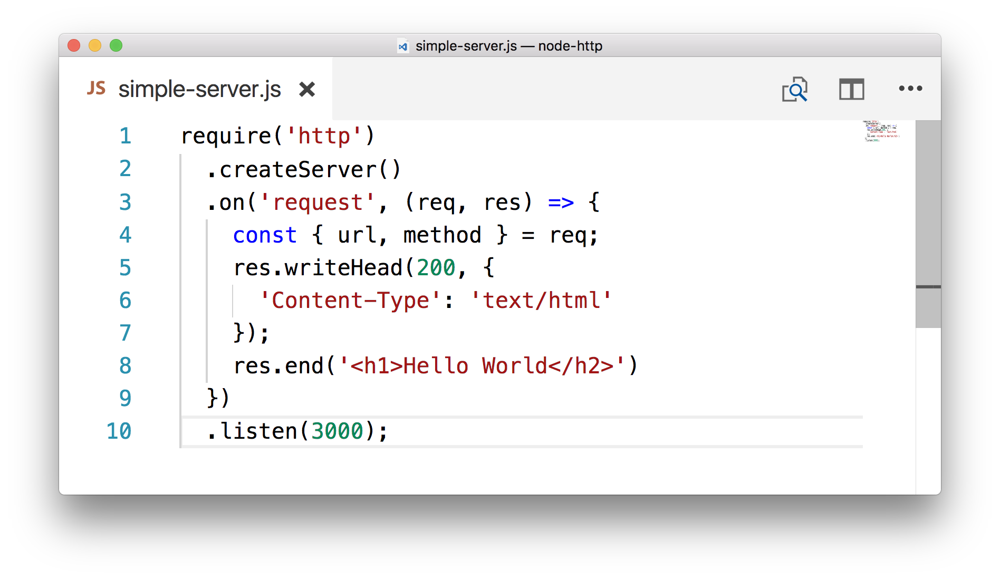 simple-server.js — node-http
JS simple-server.js
1 require('http')
2   .createServer()
3   .on('request', (req, res) => {
4     const { url, method } = req;
5     res.writeHead(200, {
6       'Content-Type': 'text/html'
7     });
8     res.end('<h1>Hello World</h2>')
9   })
10   .listen(3000);